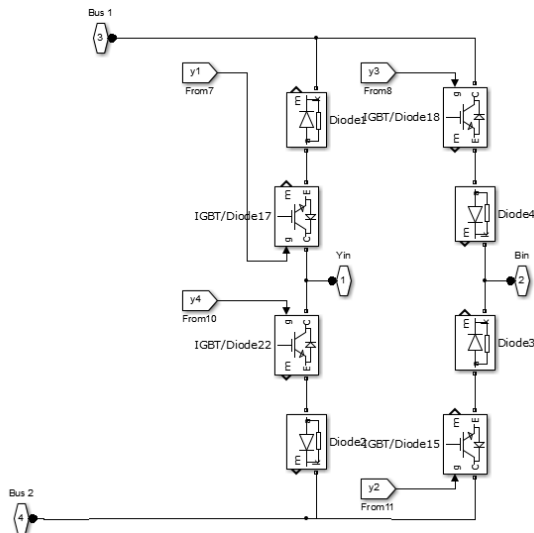 Bus 1
3
y1
From7
y3
From8
E
k
a
Diode1
g
C
E
E
IGBT/Diode18
E
E
g
C
IGBT/Diode17
a
k
E
Diode4
Yin
1
Bin
2
y4
From10
g
C
E
E
IGBT/Diode22
E
k
a
Diode3
a
k
E
Diode2
E
E
g
C
IGBT/Diode15
y2
From11
Bus 2
4